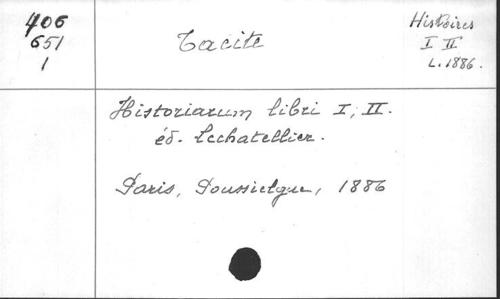 406
651
1
Tacite
Histoires
I II
L. 1886.
Historiarum libri I, II.
éd. Lechatellier.
Paris, Poussielgue, 1886